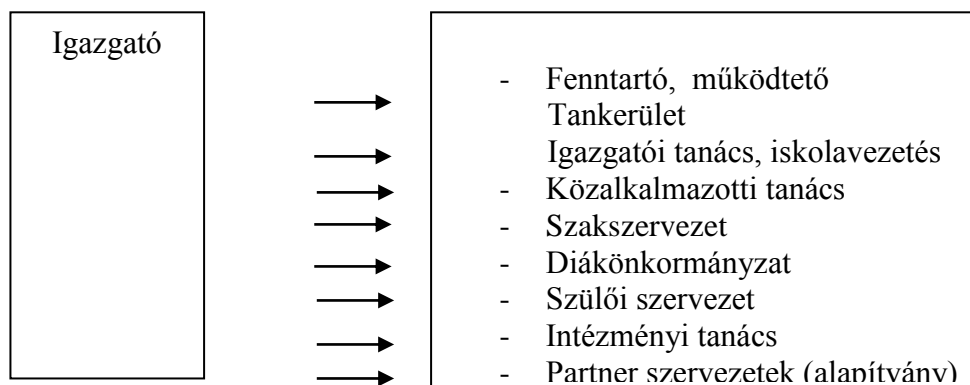 Igazgató
- Fenntartó, működtető
Tankerület
Igazgatói tanács, iskolavezetés
- Közalkalmazotti tanács
- Szakszervezet
- Diákönkormányzat
- Szülői szervezet
- Intézményi tanács
- Partner szervezetek (alapítvány)